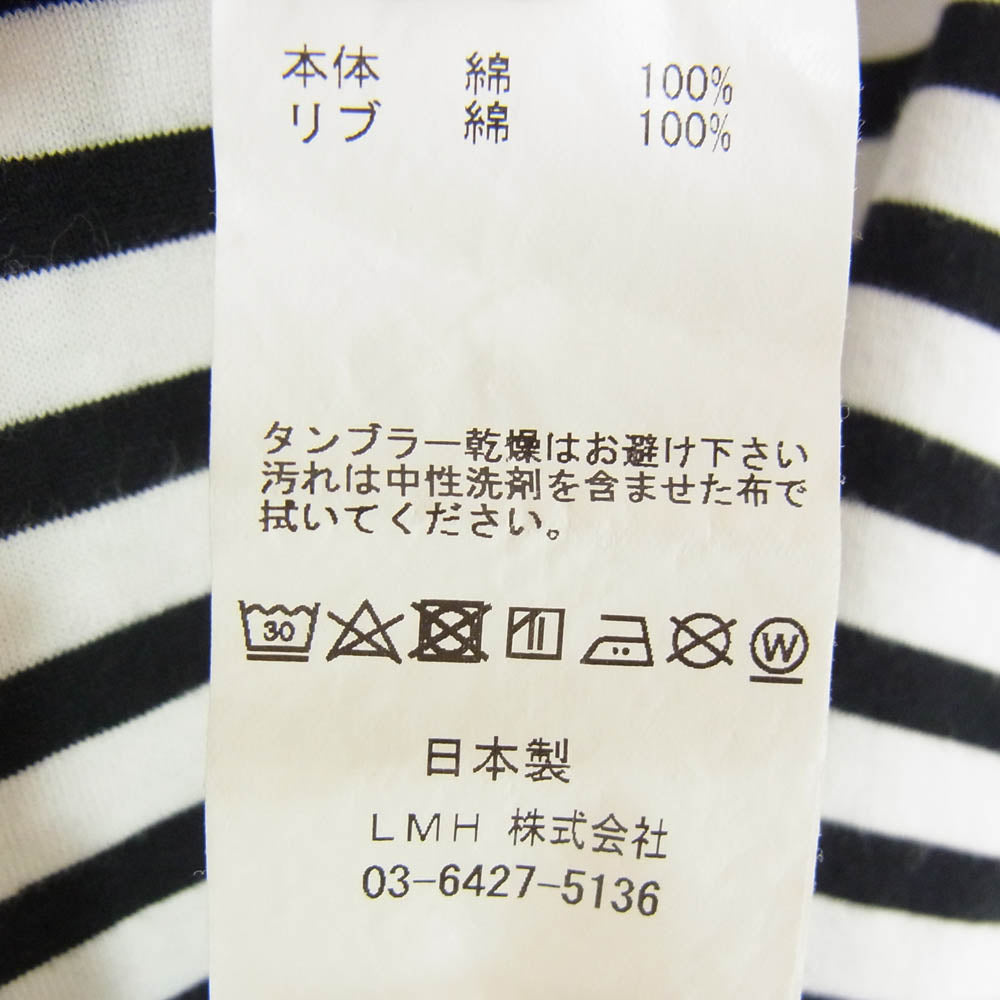 本体 綿 100%
リブ 綿 100%
タンブラー乾燥はお避け下さい
汚れは中性洗剤を含ませた布で
拭いてください。
30 W
日本製
LMH 株式会社
03-6427-5136